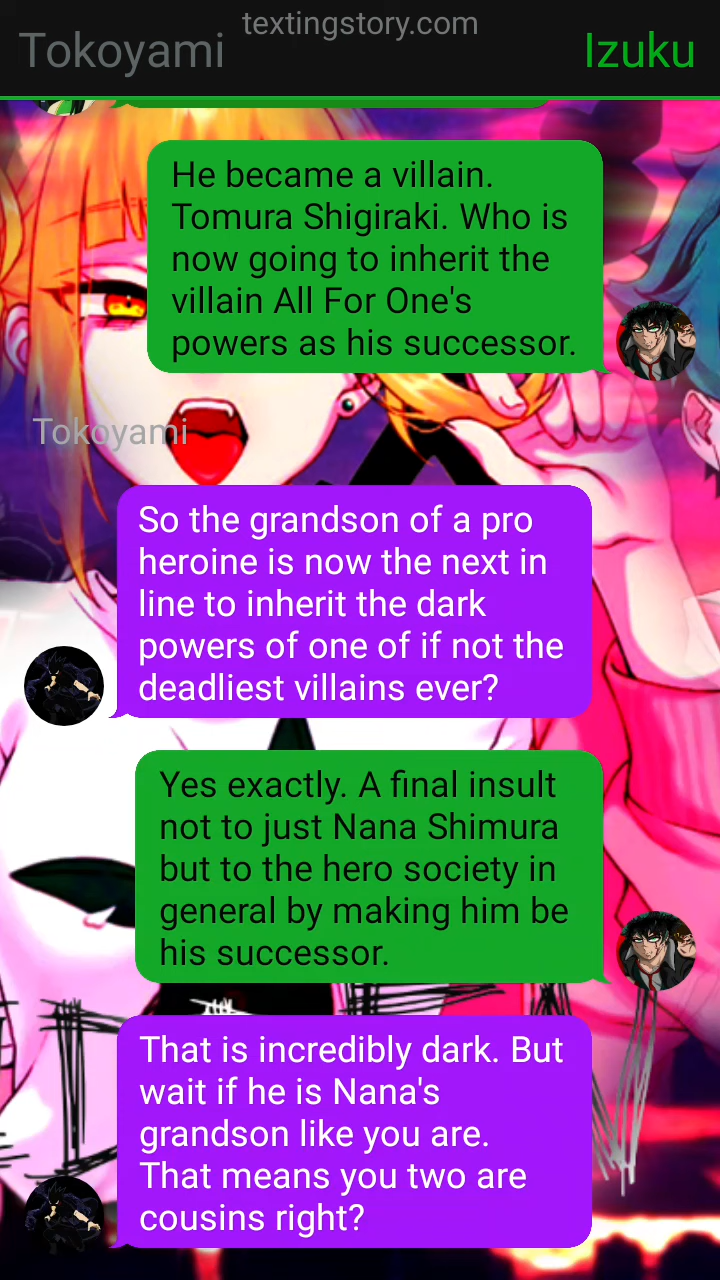 textingstory.com
Tokoyami
Izuku
He became a villain.
Tomura Shigiraki. Who is
now going to inherit the
villain All For One's
powers as his successor.
Tokoyami
So the grandson of a pro
heroine is now the next in
line to inherit the dark
powers of one of if not the
deadliest villains ever?
Yes exactly. A final insult
not to just Nana Shimura
but to the hero society in
general by making him be
his successor.
That is incredibly dark. But
wait if he is Nana's
grandson like you are.
That means you two are
cousins right?